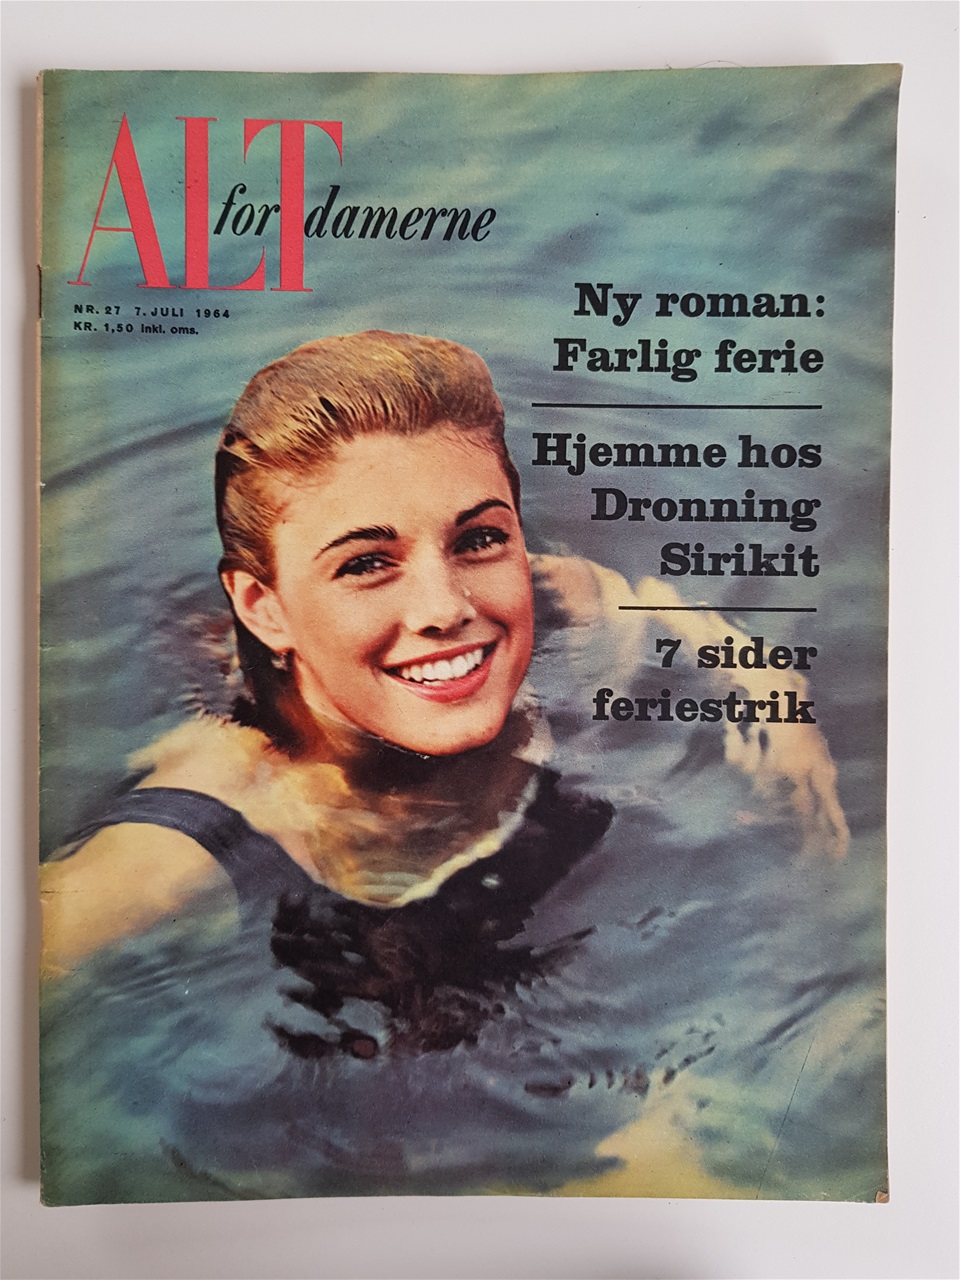 ALT for damerne
NR. 27 7. JULI 1964
KR. 1,50 inkl. oms.
Ny roman:
Farlig ferie
Hjemme hos
Dronning
Sirikit
7 sider
feriestrik